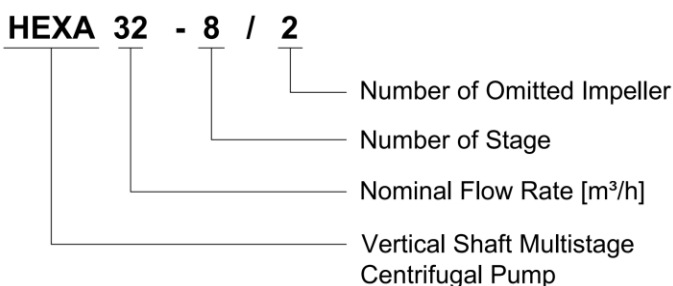 HEXA 32 - 8 / 2
Number of Omitted Impeller
Number of Stage
Nominal Flow Rate [m³/h]
Vertical Shaft Multistage
Centrifugal Pump